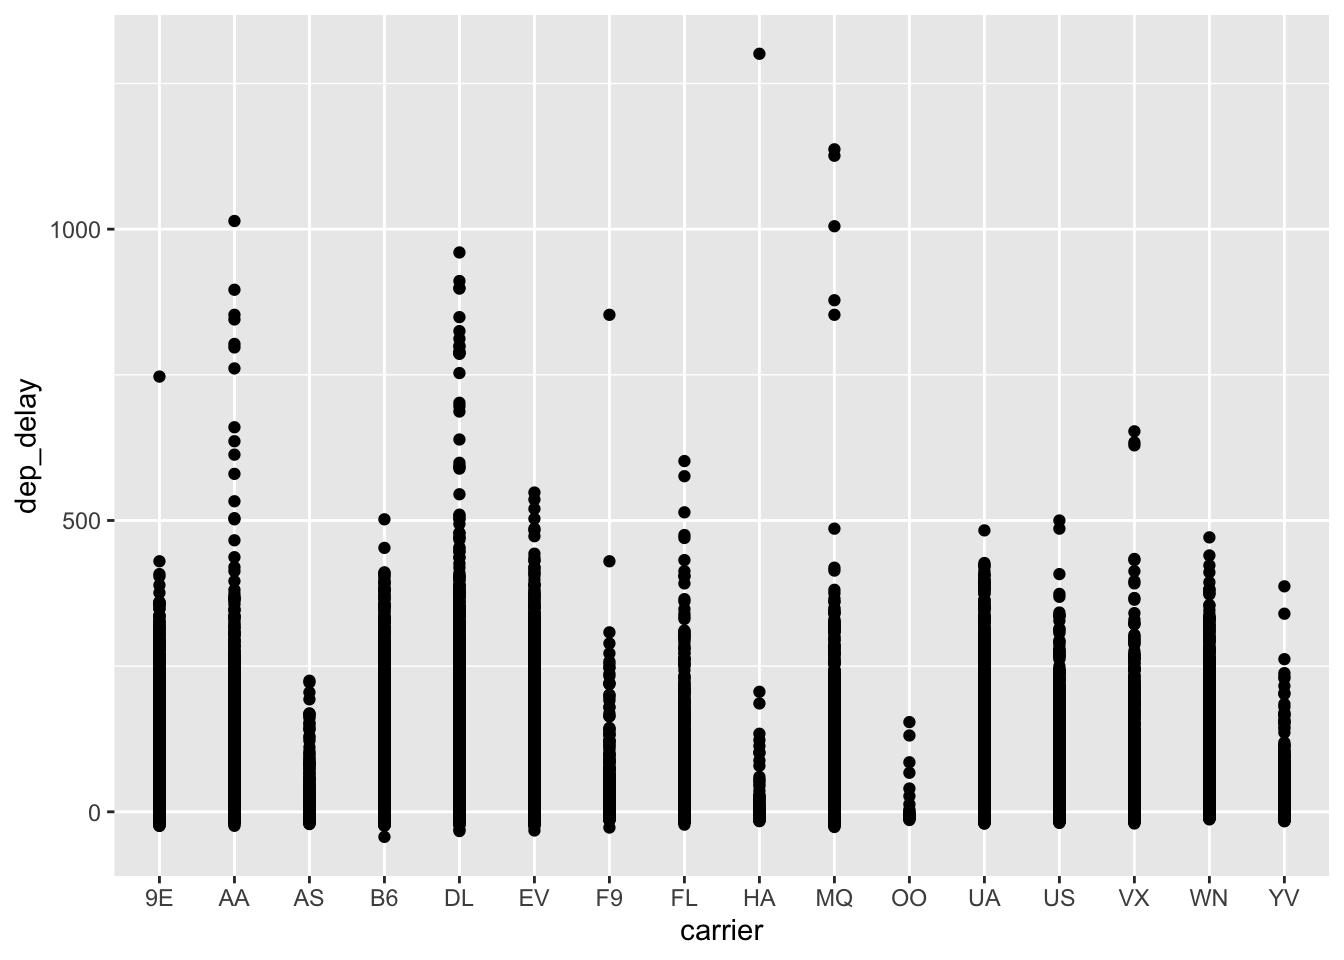 1000
500
0
dep_delay
9E AA AS B6 DL EV F9 FL HA MQ OO UA US VX WN YV
carrier